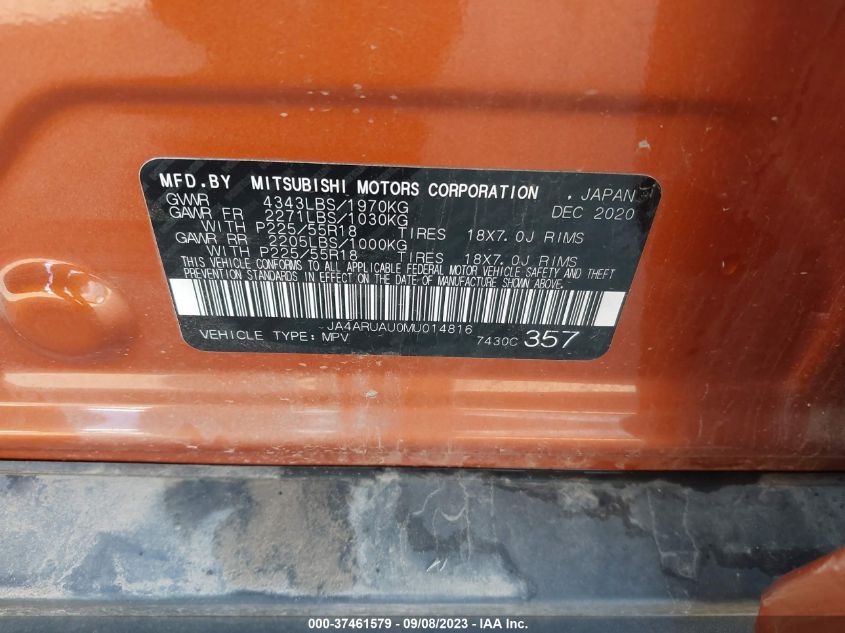 MFD.BY MITSUBISHI MOTORS CORPORATION . JAPAN
GVWR 4343LBS/1970KG DEC 2020
GAWR FR 2271LBS/1030KG
WITH P225/55R18 TIRES 18X7.0J RIMS
GAWR RR 2205LBS/1000KG
WITH P225/55R18 TIRES 18X7.0J RIMS
THIS VEHICLE CONFORMS TO ALL APPLICABLE FEDERAL MOTOR VEHICLE SAFETY AND THEFT
PREVENTION STANDARDS IN EFFECT ON THE DATE OF MANUFACTURE SHOWN ABOVE.
JA4ARUAU0MU014816
VEHICLE TYPE: MPV 7430C 357
000-37461579 - 09/08/2023 - IAA Inc.